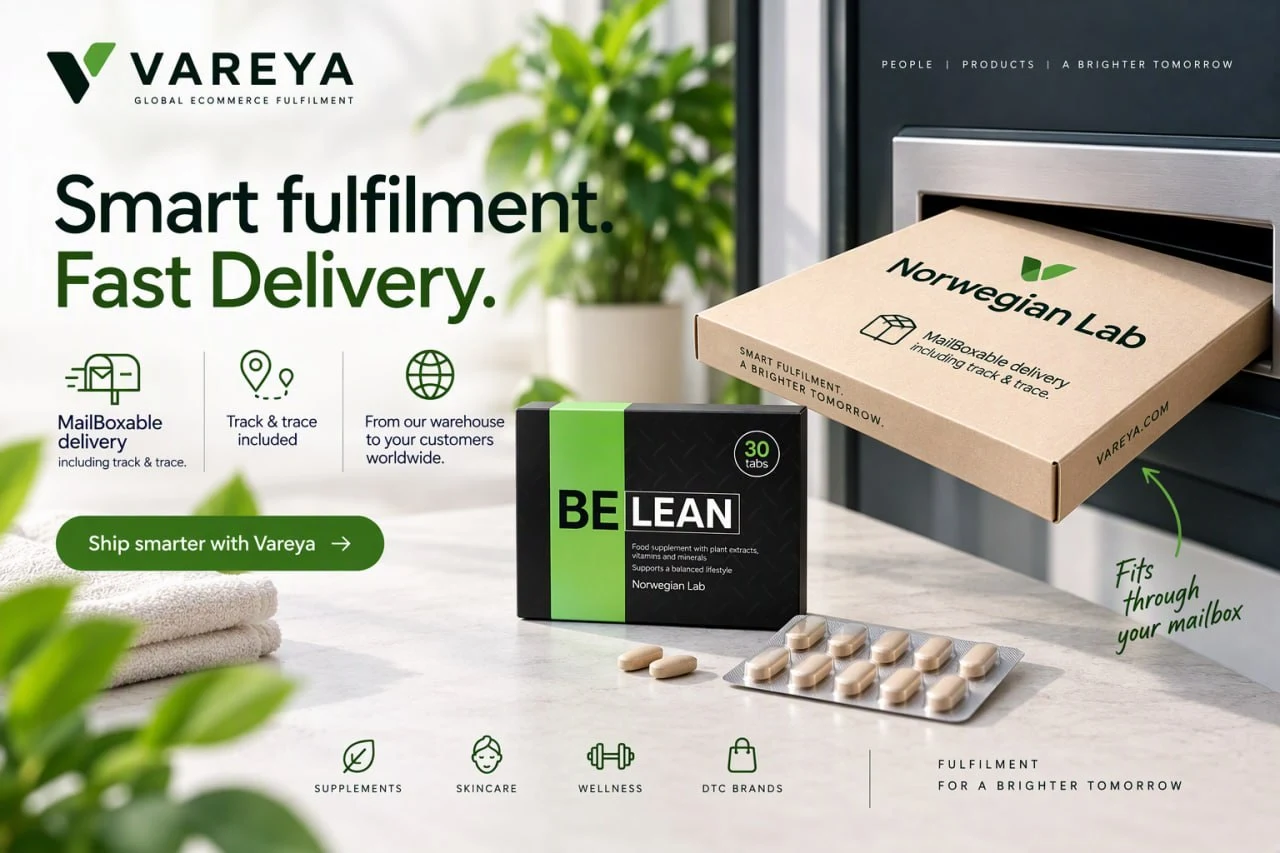 VAREYA
GLOBAL ECOMMERCE FULFILMENT
PEOPLE | PRODUCTS | A BRIGHTER TOMORROW
Smart fulfilment.
Fast Delivery.
MailBoxable
delivery
including track & trace.
Track & trace
included
From our warehouse
to your customers
worldwide.
Ship smarter with Vareya →
Norwegian Lab
MailBoxable delivery
including track & trace.
SMART FULFILMENT.
A BRIGHTER TOMORROW.
VAREYA.COM
Fits
through
your mailbox
30
tabs
BE LEAN
Food supplement with plant extracts,
vitamins and minerals
Supports a balanced lifestyle
Norwegian Lab
SUPPLEMENTS
SKINCARE
WELLNESS
DTC BRANDS
FULFILMENT
FOR A BRIGHTER TOMORROW